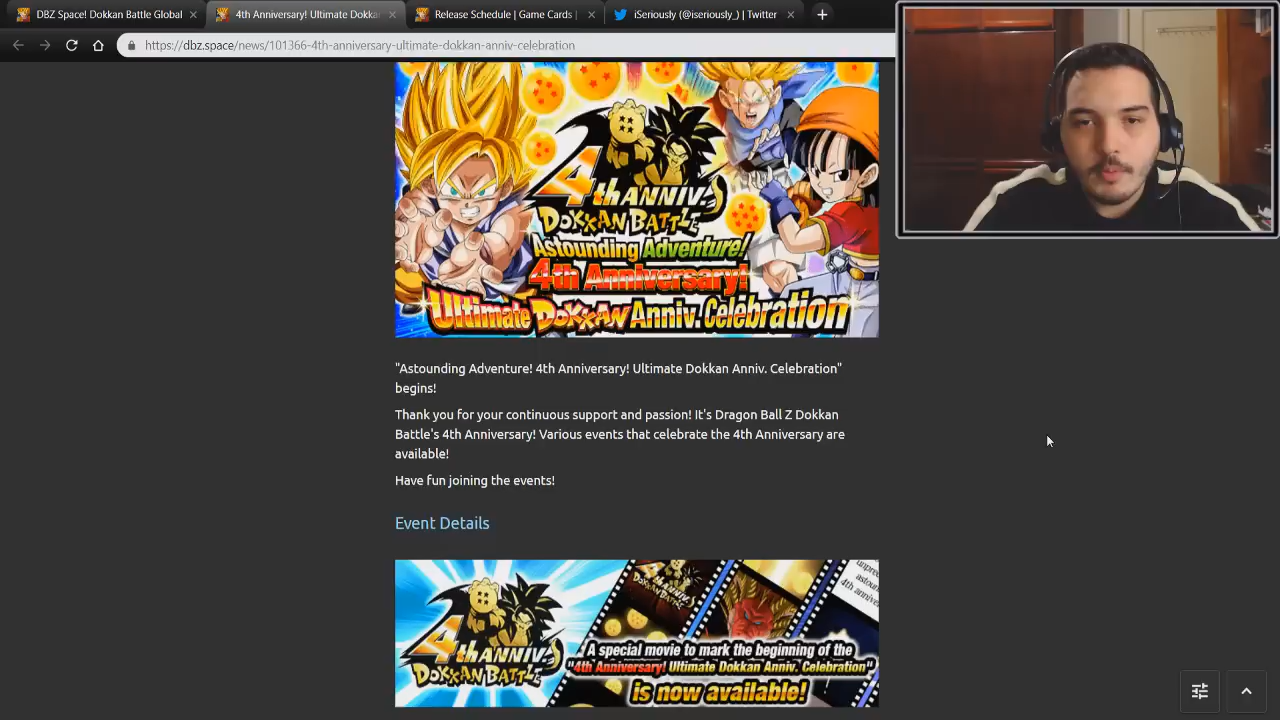 DBZ Space! Dokkan Battle Global
4th Anniversary! Ultimate Dokka
Release Schedule | Game Cards |
iSeriously (@iseriously_) | Twitter
https://dbz.space/news/101366-4th-anniversary-ultimate-dokkan-anniv-celebration
4th ANNIV.
DOKKAN BATTLE
Astounding Adventure!
4th Anniversary!
Ultimate DOKKAN Anniv. Celebration
"Astounding Adventure! 4th Anniversary! Ultimate Dokkan Anniv. Celebration"
begins!
Thank you for your continuous support and passion! It's Dragon Ball Z Dokkan
Battle's 4th Anniversary! Various events that celebrate the 4th Anniversary are
available!
Have fun joining the events!
Event Details
4th ANNIV.
DOKKAN BATTLE
A special movie to mark the beginning of the
"4th Anniversary! Ultimate Dokkan Anniv. Celebration"
is now available!